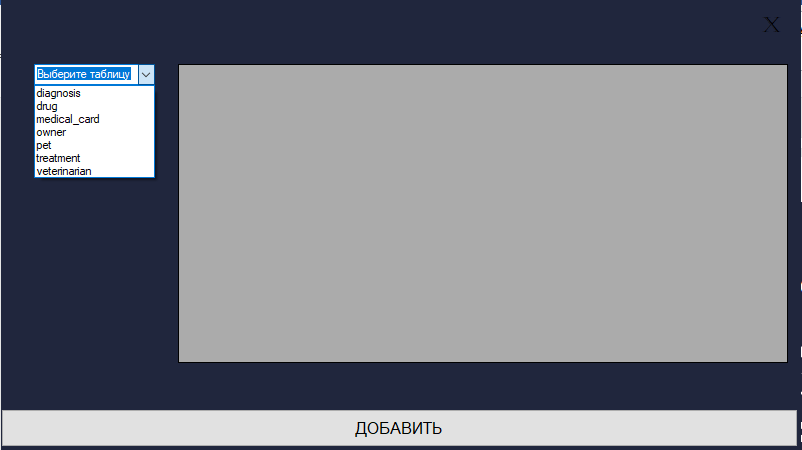 X
Выберите таблицу
diagnosis
drug
medical_card
owner
pet
treatment
veterinarian
ДОБАВИТЬ